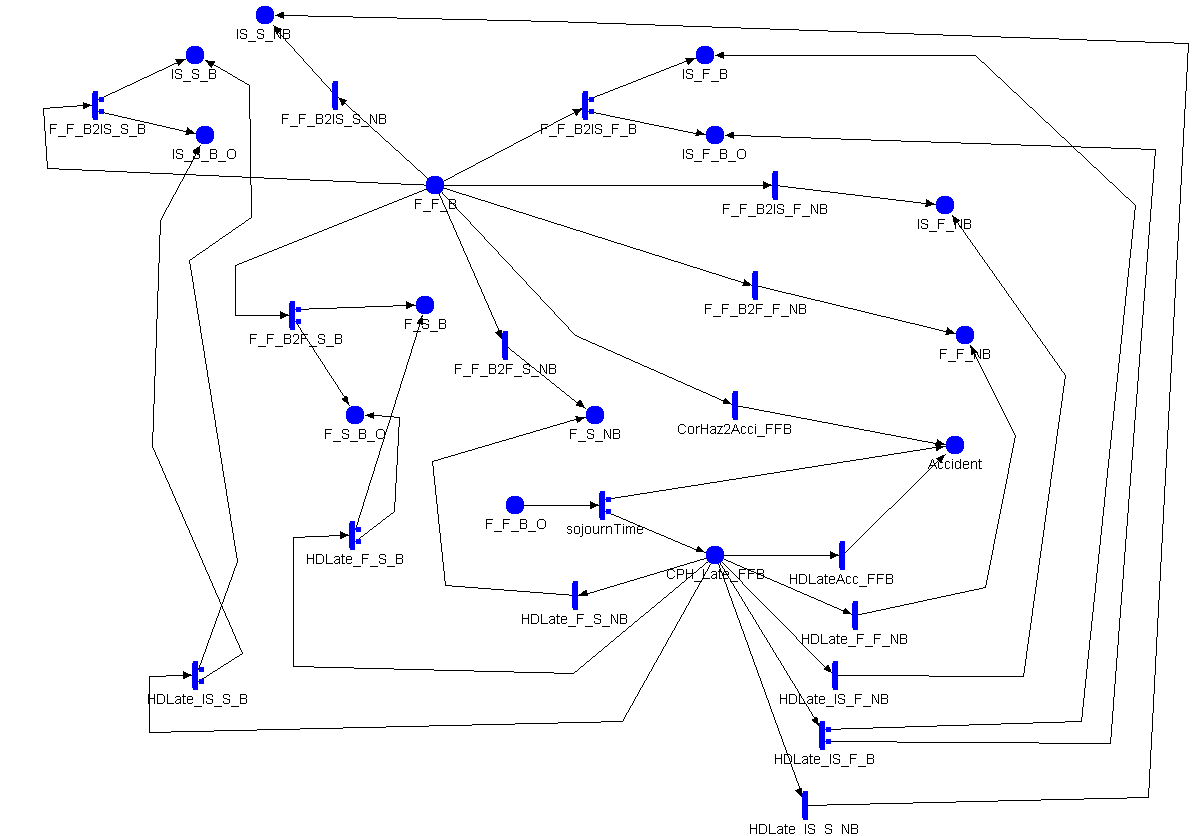 IS_S_NB
IS_S_B
IS_F_B
F_F_B2IS_S_NB
F_F_B2IS_S_B
F_F_B2IS_F_B
IS_S_B_O
IS_F_B_O
F_F_B
F_F_B2IS_F_NB
IS_F_NB
F_F_B2F_F_NB
F_S_B
F_F_B2F_S_B
F_F_NB
F_F_B2F_S_NB
CorHaz2Acci_FFB
F_S_B_O
F_S_NB
Accident
F_F_B_O
sojournTime
HDLate_F_S_B
CPH_Late_FFB
HDLateAcc_FFB
HDLate_F_S_NB
HDLate_F_F_NB
HDLate_IS_S_B
HDLate_IS_F_NB
HDLate_IS_F_B
HDLate_IS_S_NB